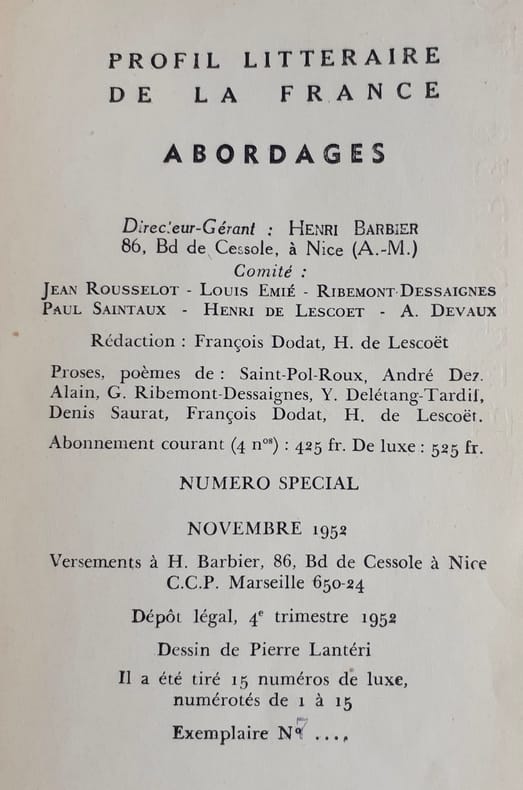 PROFIL LITTERAIRE
DE LA FRANCE
ABORDAGES
Direc'eur-Gérant : HENRI BARBIER
86, Bd de Cessole, à Nice (A.-M.)
Comité :
JEAN ROUSSELOT - LOUIS EMIÉ - RIBEMONT-DESSAIGNES
PAUL SAINTAUX - HENRI DE LESCOET - A. DEVAUX
Rédaction : François Dodat, H. de Lescoët
Proses, poèmes de : Saint-Pol-Roux, André Dez.
Alain, G. Ribemont-Dessaignes, Y. Delétang-Tardif,
Denis Saurat, François Dodat, H. de Lescoët.
Abonnement courant (4 nos) : 425 fr. De luxe : 525 fr.
NUMERO SPECIAL
NOVEMBRE 1952
Versements à H. Barbier, 86, Bd de Cessole à Nice
C.C.P. Marseille 650-24
Dépôt légal, 4e trimestre 1952
Dessin de Pierre Lantéri
Il a été tiré 15 numéros de luxe,
numérotés de 1 à 15
Exemplaire No 7 ....